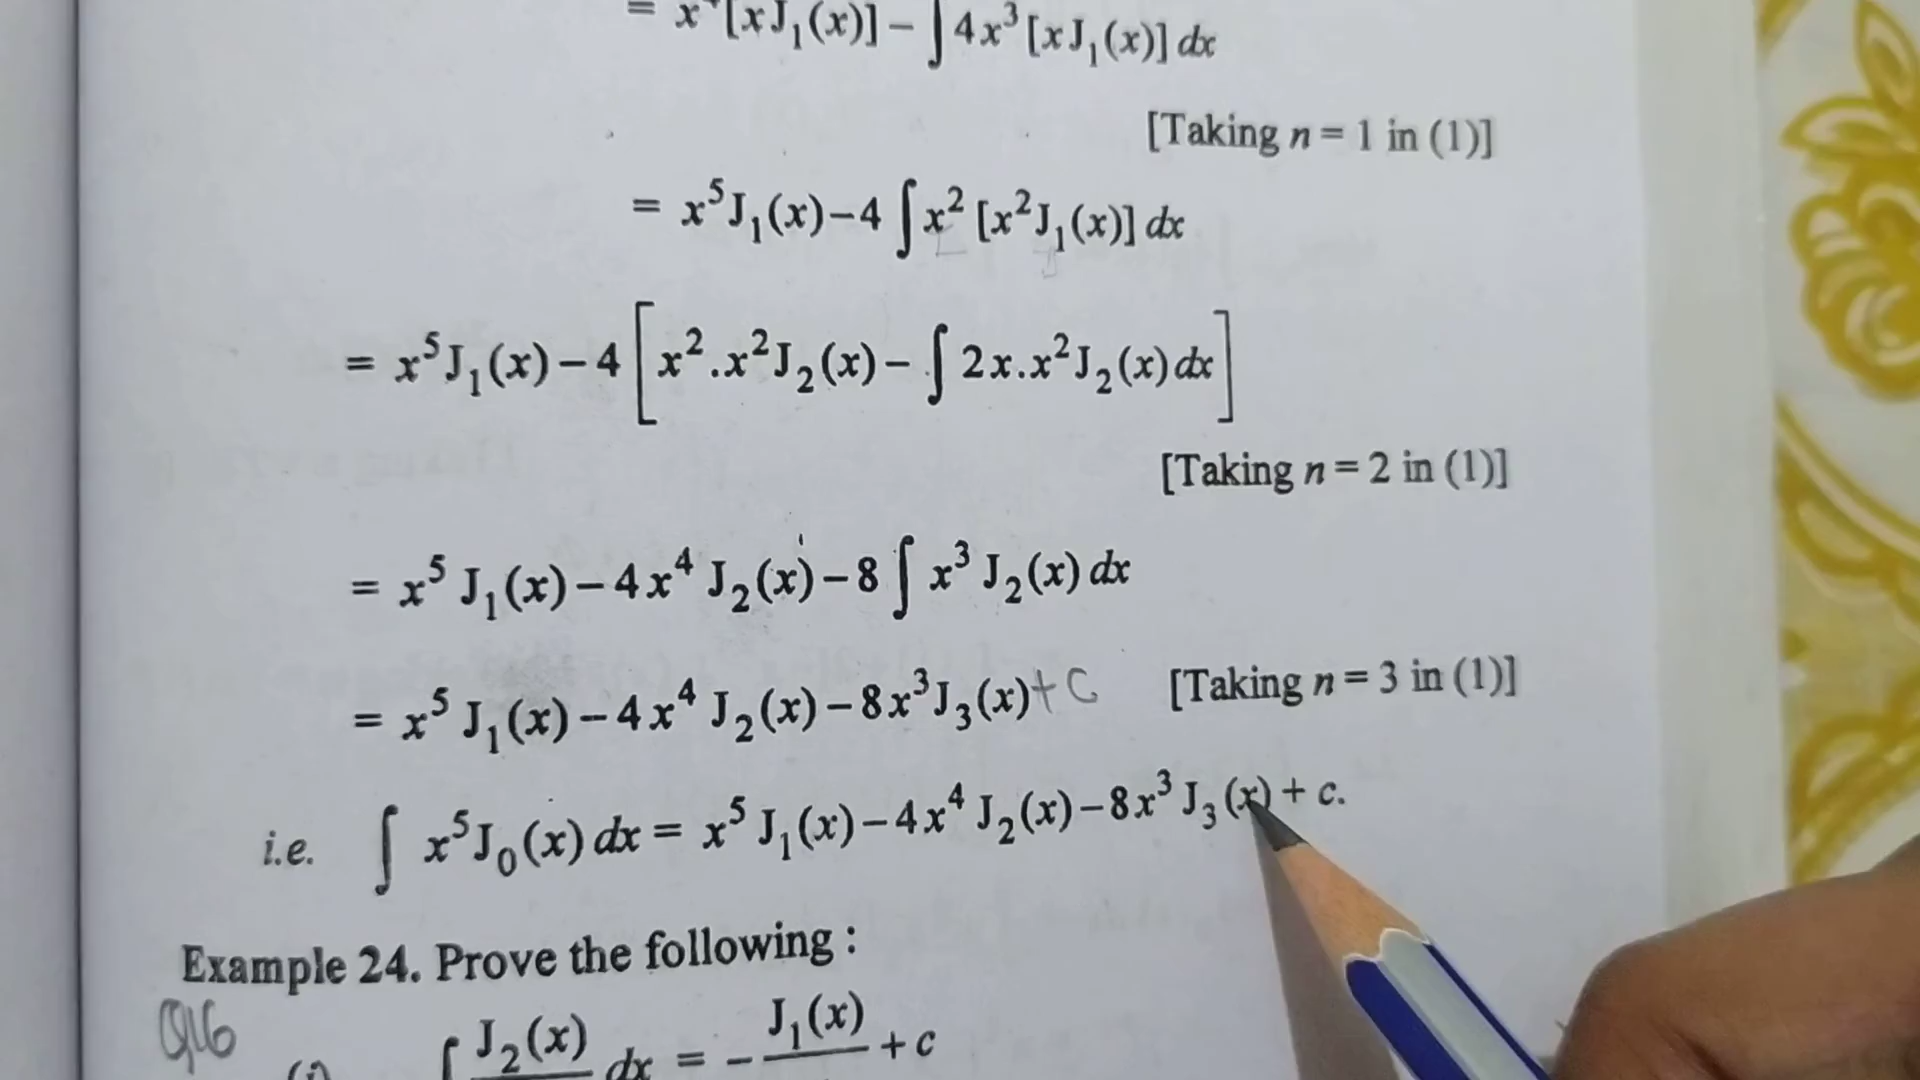 = x⁴[xJ₁(x)] − ∫ 4x³[xJ₁(x)] dx
[Taking n = 1 in (1)]
= x⁵J₁(x) − 4 ∫ x² [x²J₁(x)] dx
= x⁵J₁(x) − 4 [x².x²J₂(x) − ∫ 2x.x²J₂(x) dx]
[Taking n = 2 in (1)]
= x⁵ J₁(x) − 4x⁴ J₂(x) − 8 ∫ x³ J₂(x) dx
= x⁵ J₁(x) − 4x⁴ J₂(x) − 8x³J₃(x) + C [Taking n = 3 in (1)]
i.e. ∫ x⁵J₀(x) dx = x⁵ J₁(x) − 4x⁴ J₂(x) − 8x³ J₃(x) + c.
Example 24. Prove the following :
Q16
(i) ∫ J₂(x) dx = − J₁(x) + c